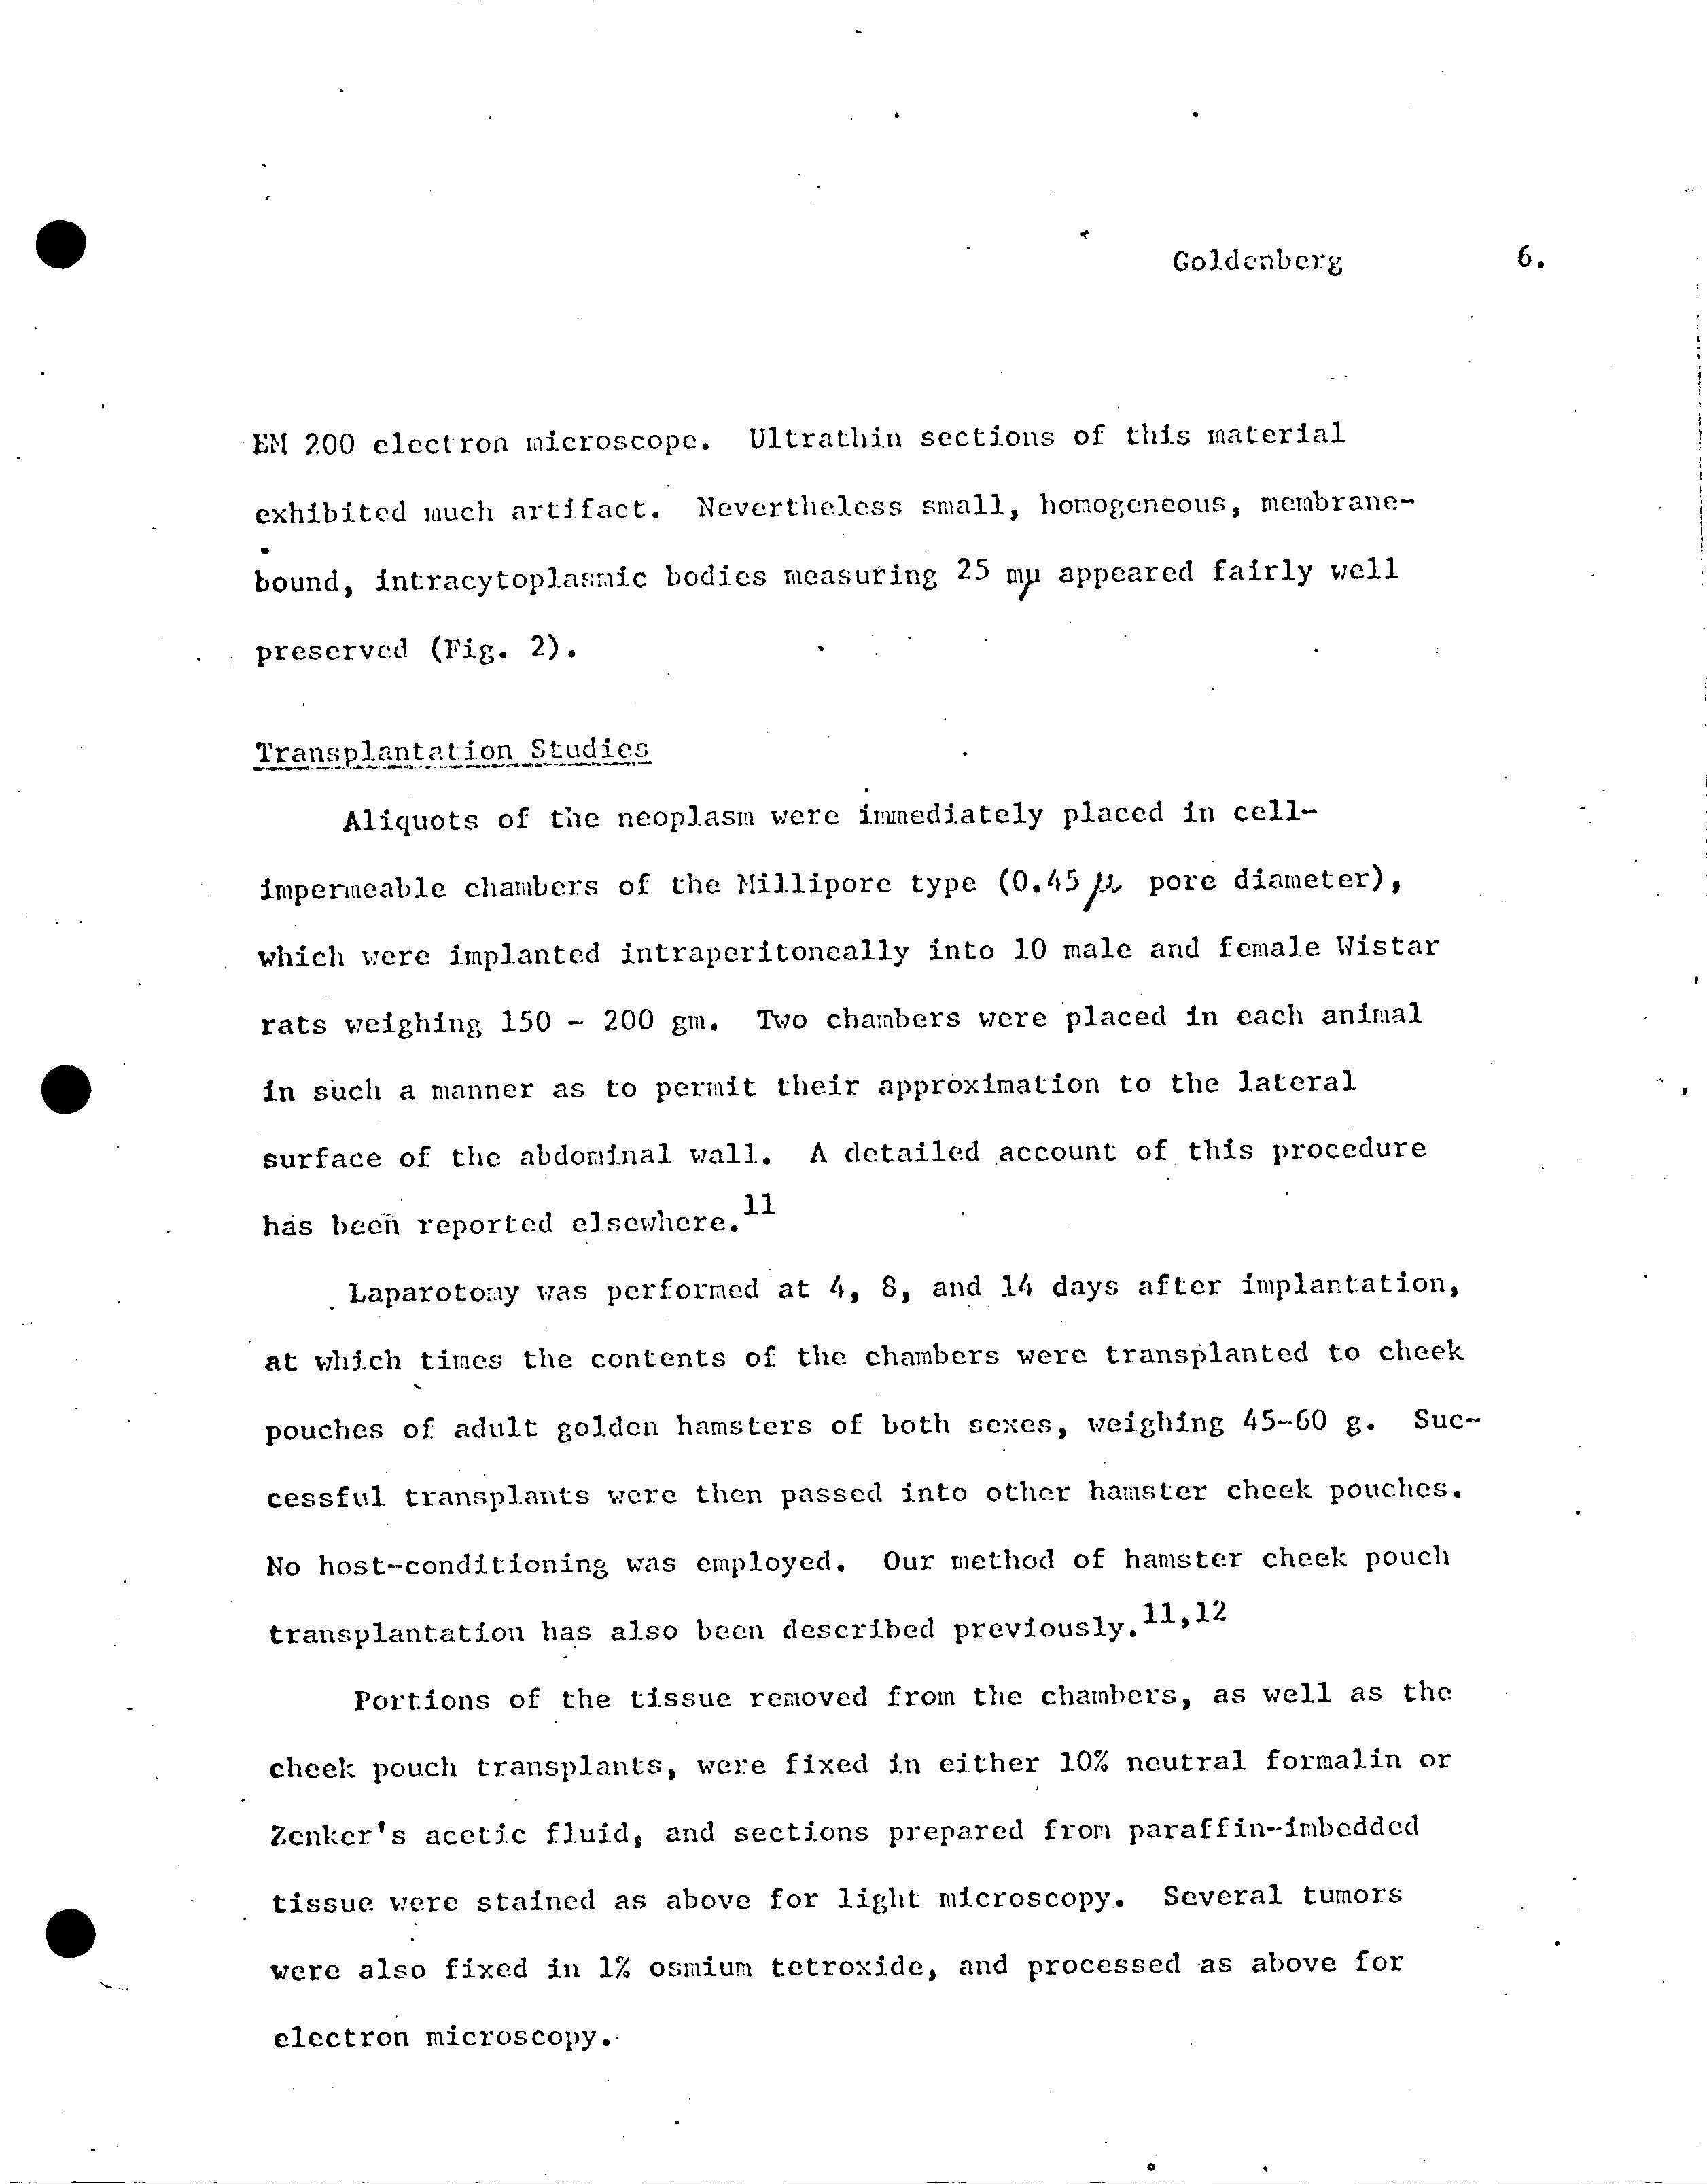 Goldenberg 6.
EM 200 electron microscope. Ultrathin sections of this material
exhibited much artifact. Nevertheless small, homogeneous, membrane-
bound, intracytoplasmic bodies measuring 25 mμ appeared fairly well
preserved (Fig. 2).
Transplantation Studies
Aliquots of the neoplasm were immediately placed in cell-
impermeable chambers of the Millipore type (0.45 μ pore diameter),
which were implanted intraperitoneally into 10 male and female Wistar
rats weighing 150 - 200 gm. Two chambers were placed in each animal
in such a manner as to permit their approximation to the lateral
surface of the abdominal wall. A detailed account of this procedure
has been reported elsewhere.11
Laparotomy was performed at 4, 8, and 14 days after implantation,
at which times the contents of the chambers were transplanted to cheek
pouches of adult golden hamsters of both sexes, weighing 45-60 g. Suc-
cessful transplants were then passed into other hamster cheek pouches.
No host-conditioning was employed. Our method of hamster cheek pouch
transplantation has also been described previously.11,12
Portions of the tissue removed from the chambers, as well as the
cheek pouch transplants, were fixed in either 10% neutral formalin or
Zenker's acetic fluid, and sections prepared from paraffin-imbedded
tissue were stained as above for light microscopy. Several tumors
were also fixed in 1% osmium tetroxide, and processed as above for
electron microscopy.